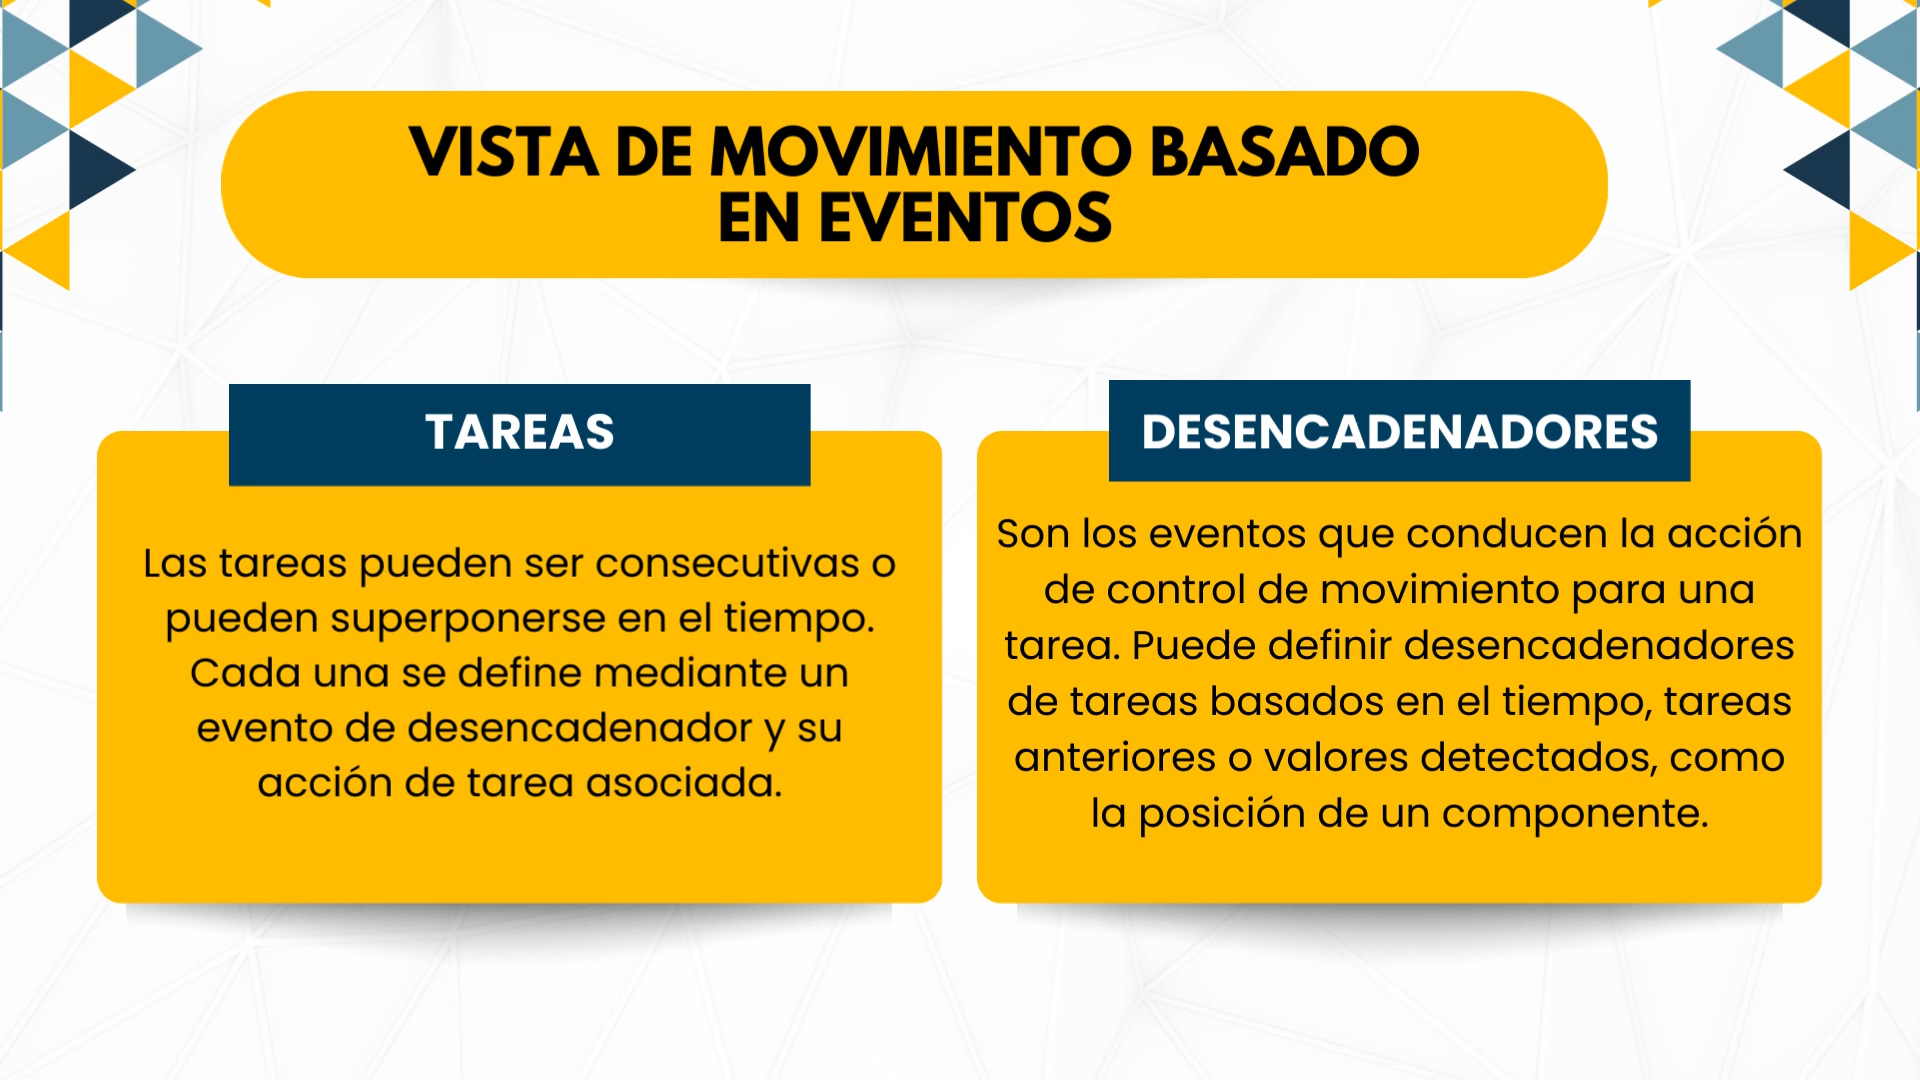 VISTA DE MOVIMIENTO BASADO
EN EVENTOS
TAREAS
Las tareas pueden ser consecutivas o
pueden superponerse en el tiempo.
Cada una se define mediante un
evento de desencadenador y su
acción de tarea asociada.
DESENCADENADORES
Son los eventos que conducen la acción
de control de movimiento para una
tarea. Puede definir desencadenadores
de tareas basados en el tiempo, tareas
anteriores o valores detectados, como
la posición de un componente.